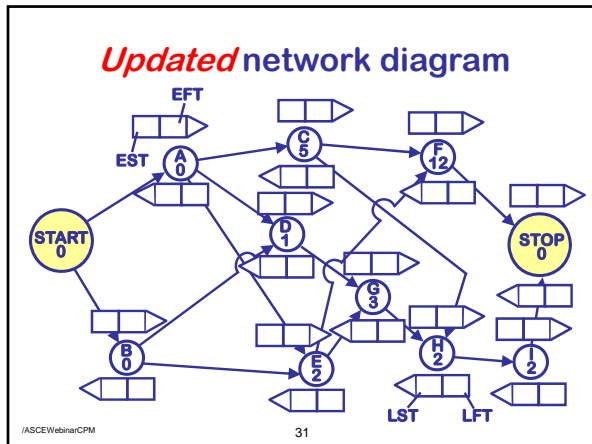 Updated network diagram
EFT
EST
A
0
C
5
F
12
D
1
START
0
STOP
0
G
3
B
0
E
2
H
2
I
2
LST
LFT
/ASCEWebinarCPM
31